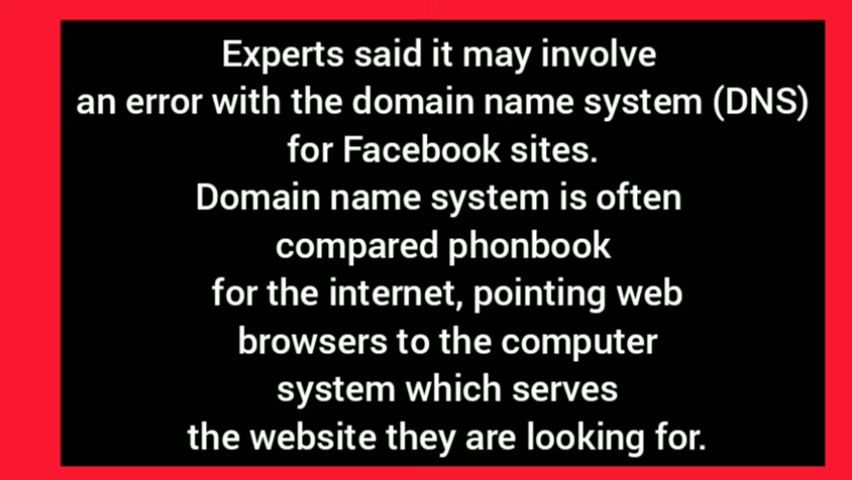 Experts said it may involve
an error with the domain name system (DNS)
for Facebook sites.
Domain name system is often
compared phonbook
for the internet, pointing web
browsers to the computer
system which serves
the website they are looking for.